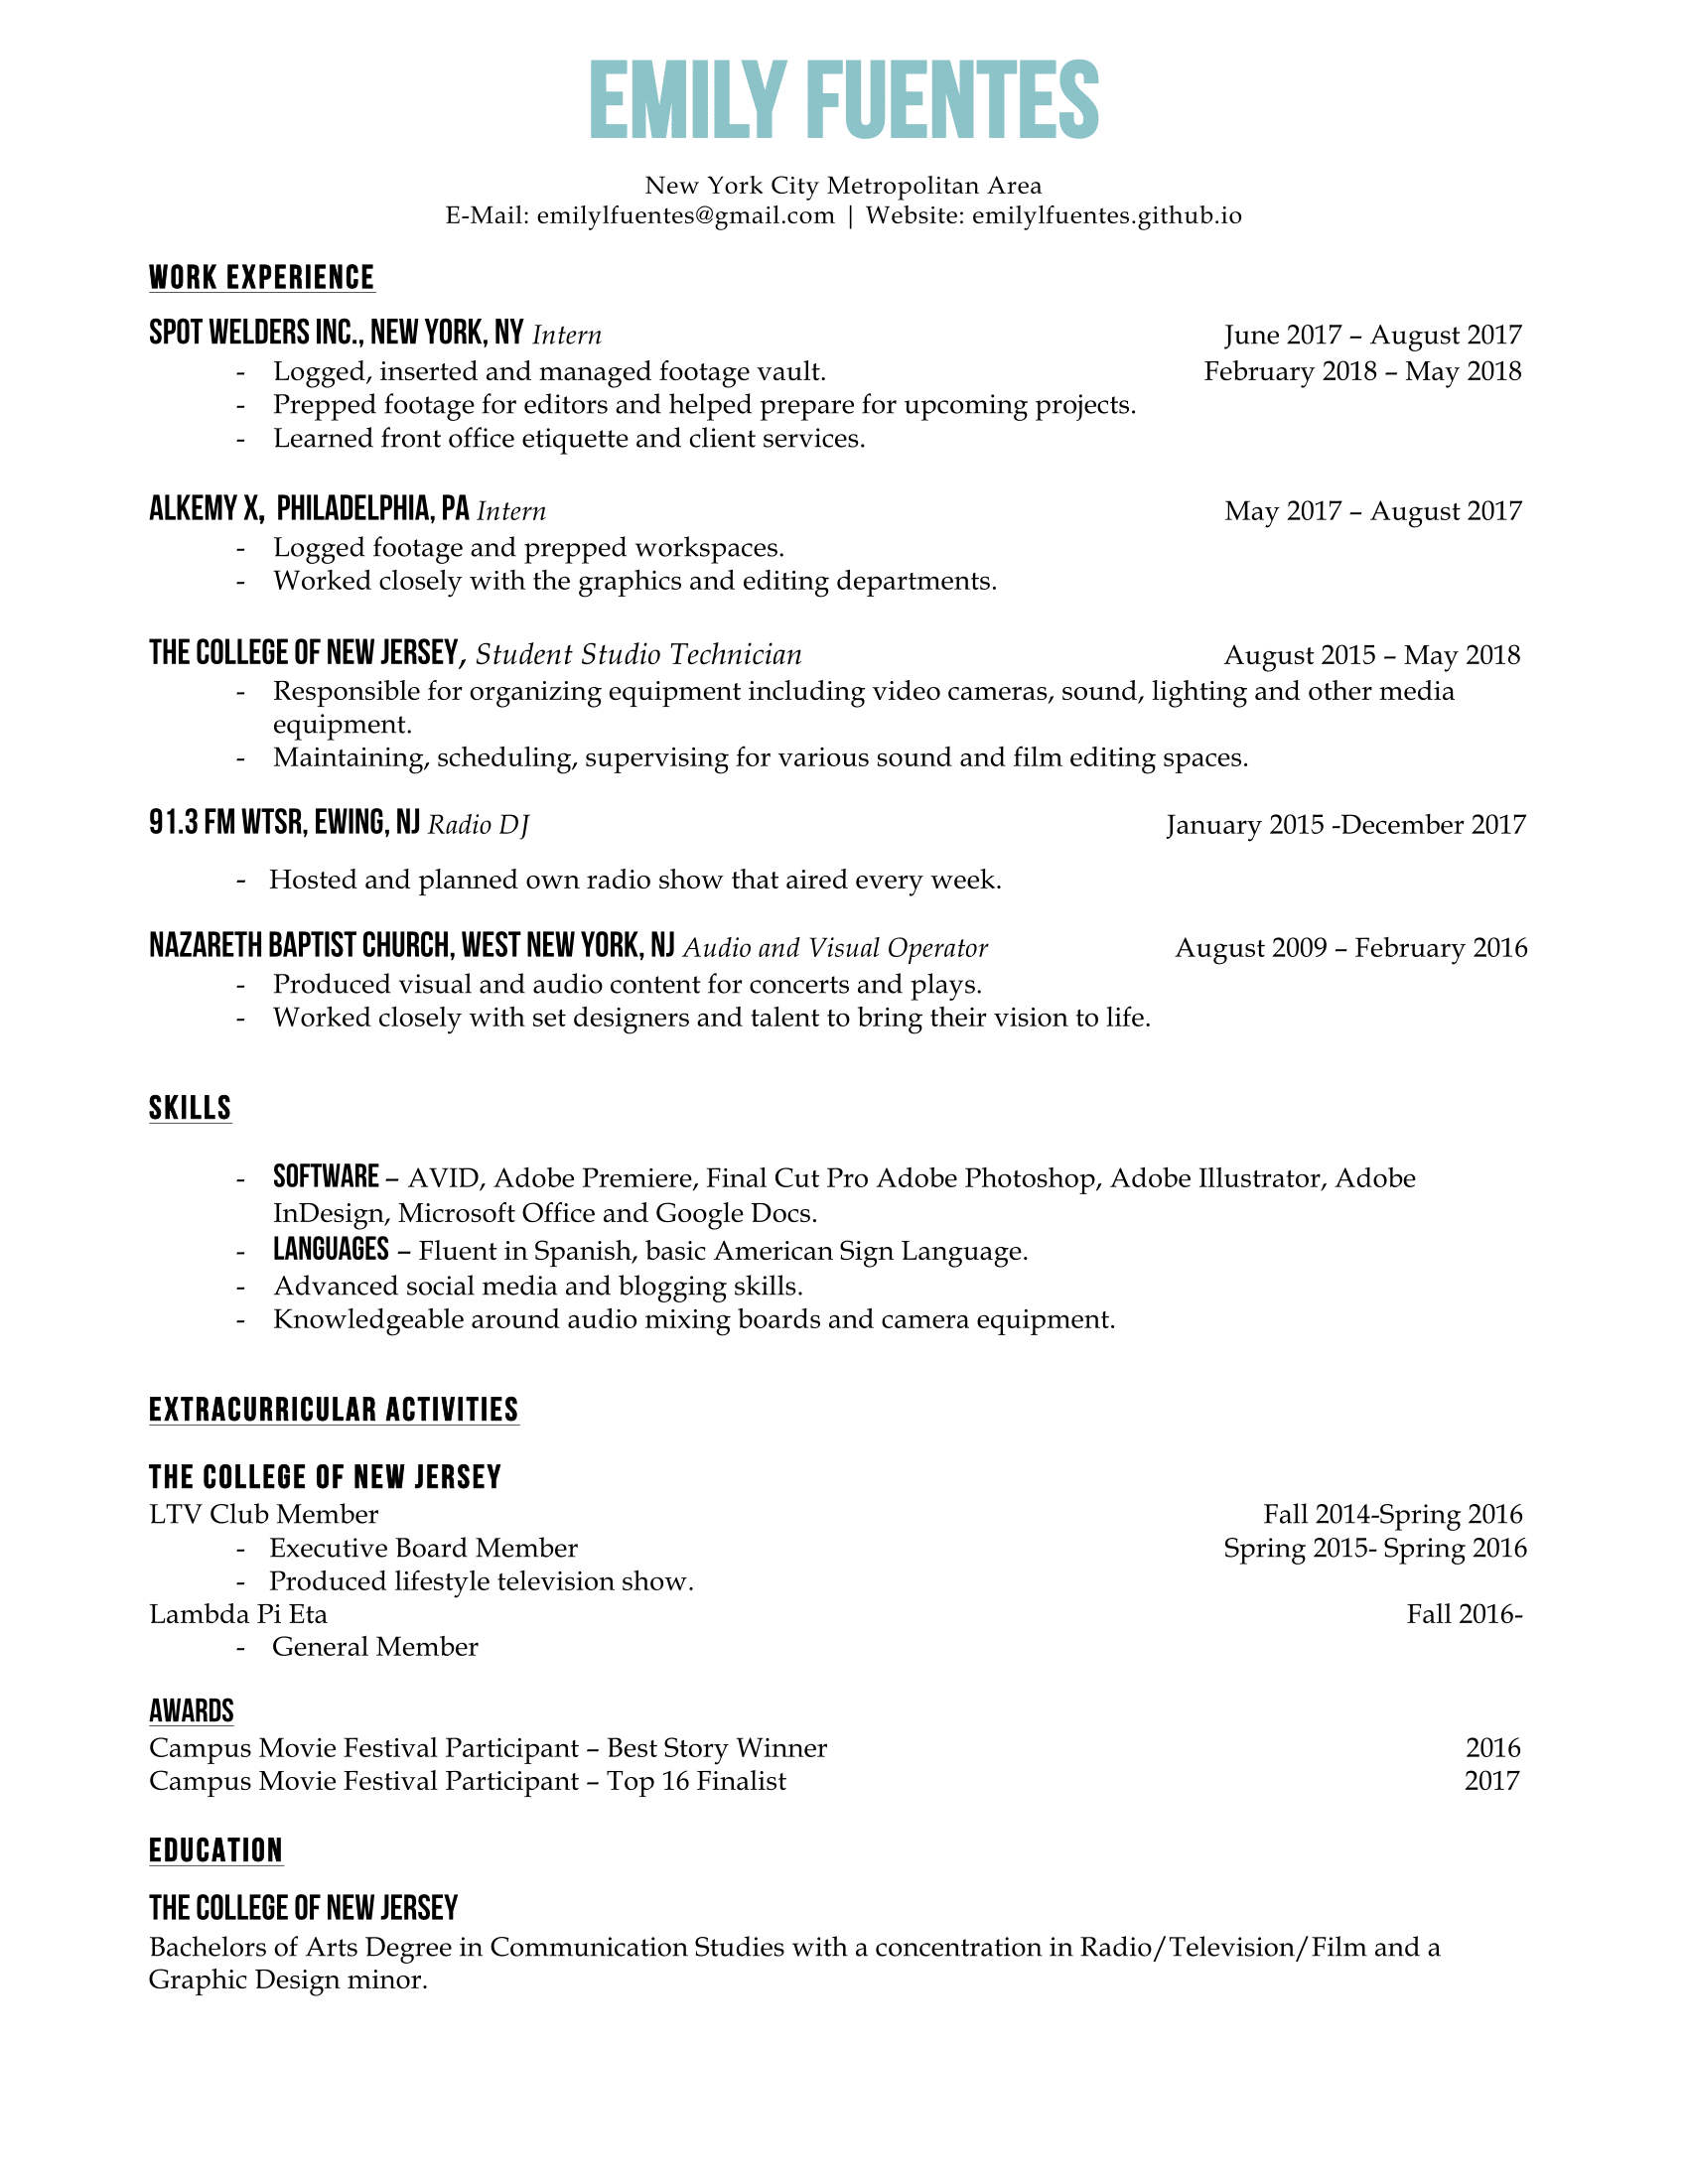 EMILY FUENTES
New York City Metropolitan Area
E-Mail: emilylfuentes@gmail.com | Website: emilylfuentes.github.io
WORK EXPERIENCE
SPOT WELDERS INC., NEW YORK, NY Intern June 2017 – August 2017
- Logged, inserted and managed footage vault. February 2018 – May 2018
- Prepped footage for editors and helped prepare for upcoming projects.
- Learned front office etiquette and client services.
ALKEMY X, PHILADELPHIA, PA Intern May 2017 – August 2017
- Logged footage and prepped workspaces.
- Worked closely with the graphics and editing departments.
THE COLLEGE OF NEW JERSEY, Student Studio Technician August 2015 – May 2018
- Responsible for organizing equipment including video cameras, sound, lighting and other media
equipment.
- Maintaining, scheduling, supervising for various sound and film editing spaces.
91.3 FM WTSR, EWING, NJ Radio DJ January 2015 -December 2017
- Hosted and planned own radio show that aired every week.
NAZARETH BAPTIST CHURCH, WEST NEW YORK, NJ Audio and Visual Operator August 2009 – February 2016
- Produced visual and audio content for concerts and plays.
- Worked closely with set designers and talent to bring their vision to life.
SKILLS
- SOFTWARE – AVID, Adobe Premiere, Final Cut Pro Adobe Photoshop, Adobe Illustrator, Adobe
InDesign, Microsoft Office and Google Docs.
- LANGUAGES – Fluent in Spanish, basic American Sign Language.
- Advanced social media and blogging skills.
- Knowledgeable around audio mixing boards and camera equipment.
EXTRACURRICULAR ACTIVITIES
THE COLLEGE OF NEW JERSEY
LTV Club Member Fall 2014-Spring 2016
- Executive Board Member Spring 2015- Spring 2016
- Produced lifestyle television show.
Lambda Pi Eta Fall 2016-
- General Member
AWARDS
Campus Movie Festival Participant – Best Story Winner 2016
Campus Movie Festival Participant – Top 16 Finalist 2017
EDUCATION
THE COLLEGE OF NEW JERSEY
Bachelors of Arts Degree in Communication Studies with a concentration in Radio/Television/Film and a
Graphic Design minor.